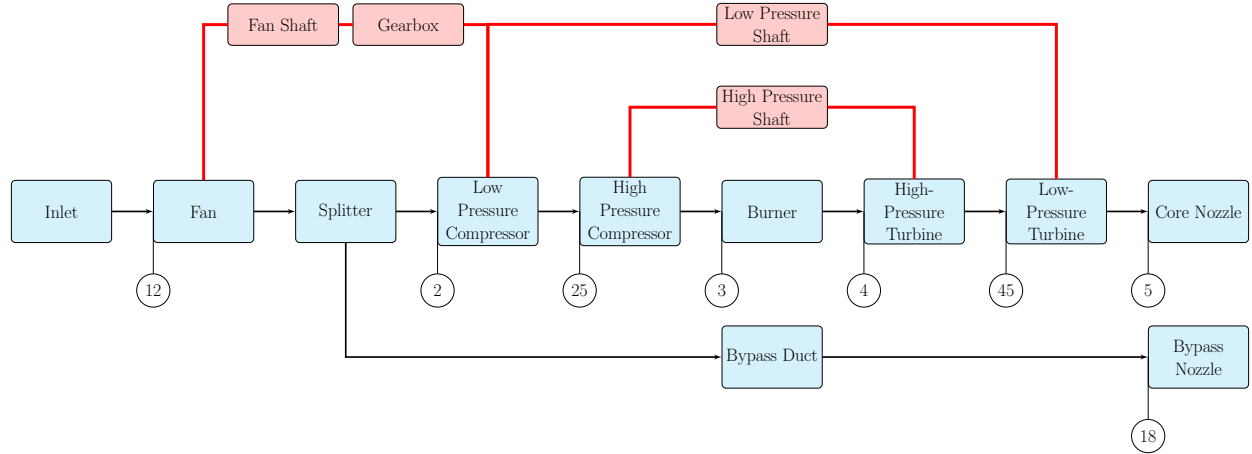 Fan Shaft
Gearbox
Low Pressure
Shaft
High Pressure
Shaft
Inlet
Fan
Splitter
Low
Pressure
Compressor
High
Pressure
Compressor
Burner
High-
Pressure
Turbine
Low-
Pressure
Turbine
Core Nozzle
12
2
25
3
4
45
5
Bypass Duct
Bypass
Nozzle
18